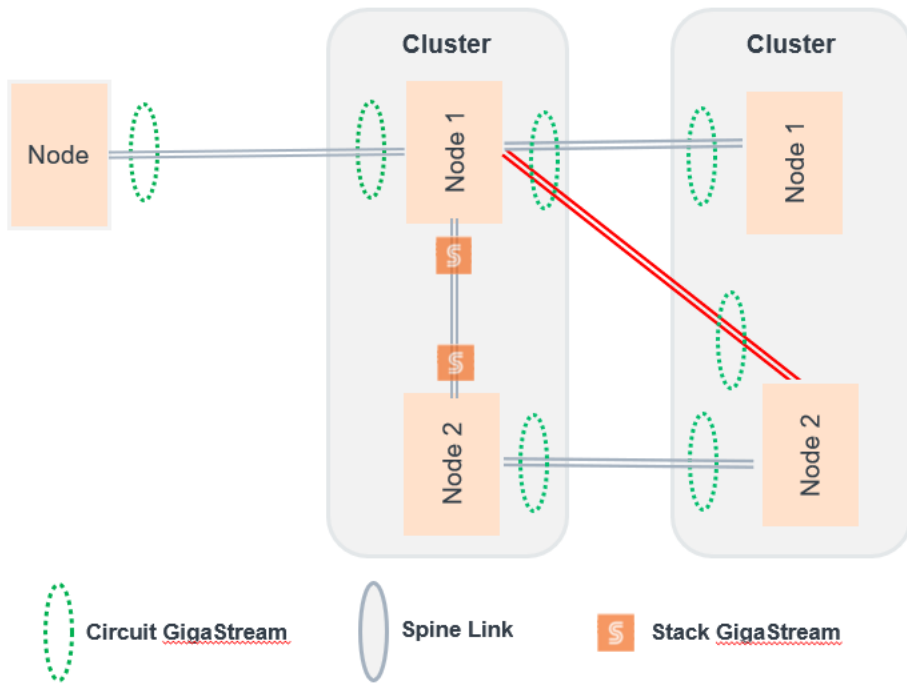 Cluster
Cluster
Node
Node 1
Node 1
Node 2
Node 2
Circuit GigaStream
Spine Link
Stack GigaStream